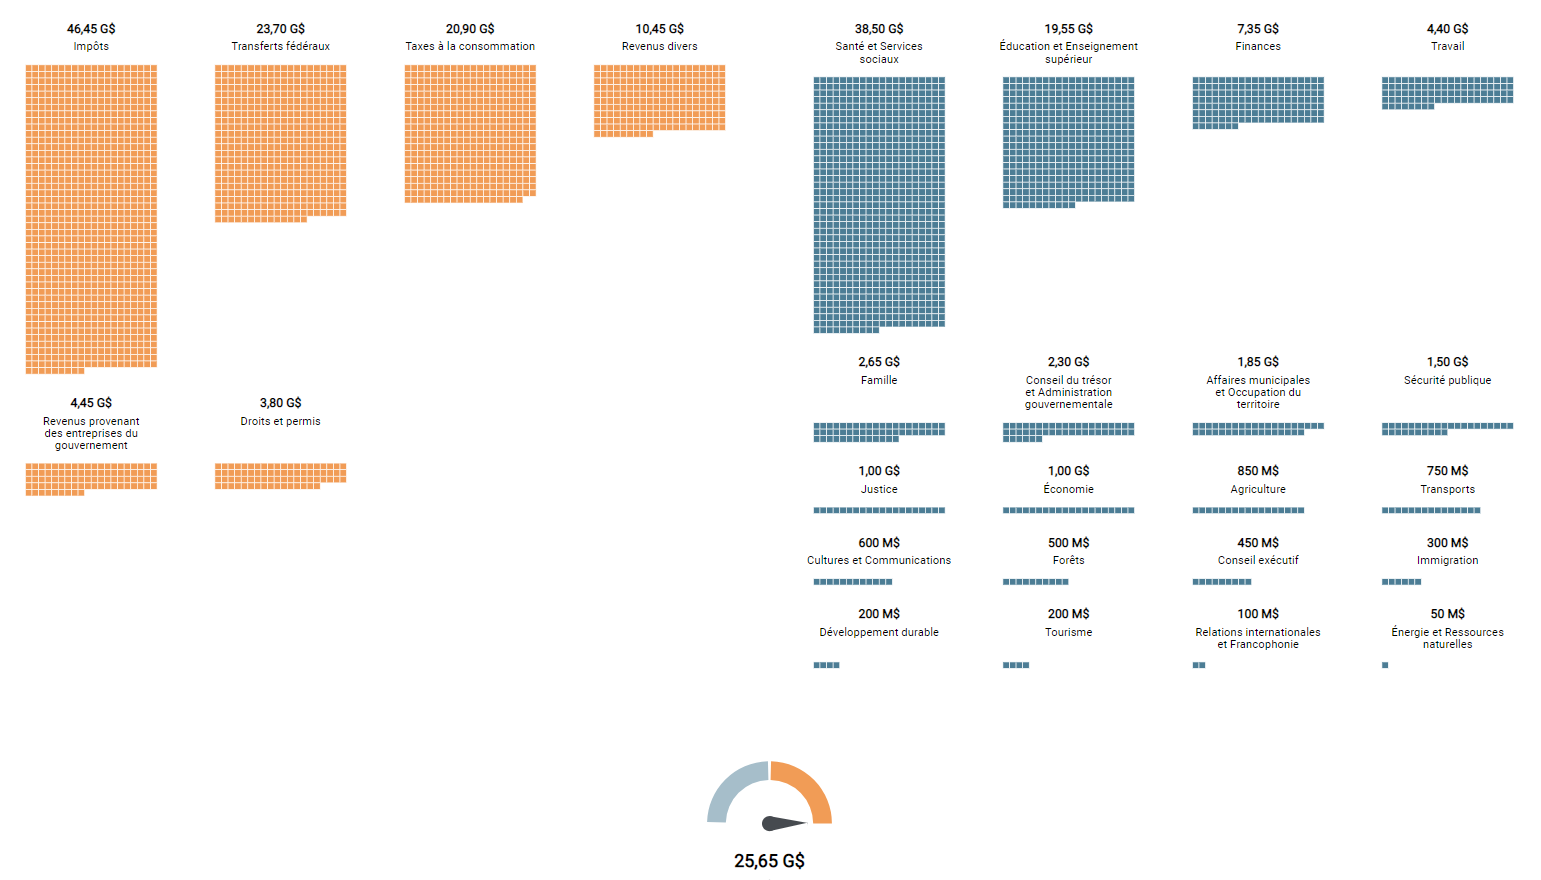 46,45 G$
Impôts
23,70 G$
Transferts fédéraux
20,90 G$
Taxes à la consommation
10,45 G$
Revenus divers
4,45 G$
Revenus provenant
des entreprises du
gouvernement
3,80 G$
Droits et permis
38,50 G$
Santé et Services
sociaux
19,55 G$
Éducation et Enseignement
supérieur
7,35 G$
Finances
4,40 G$
Travail
2,65 G$
Famille
2,30 G$
Conseil du trésor
et Administration
gouvernementale
1,85 G$
Affaires municipales
et Occupation du
territoire
1,50 G$
Sécurité publique
1,00 G$
Justice
1,00 G$
Économie
850 M$
Agriculture
750 M$
Transports
600 M$
Cultures et Communications
500 M$
Forêts
450 M$
Conseil exécutif
300 M$
Immigration
200 M$
Développement durable
200 M$
Tourisme
100 M$
Relations internationales
et Francophonie
50 M$
Énergie et Ressources
naturelles
25,65 G$